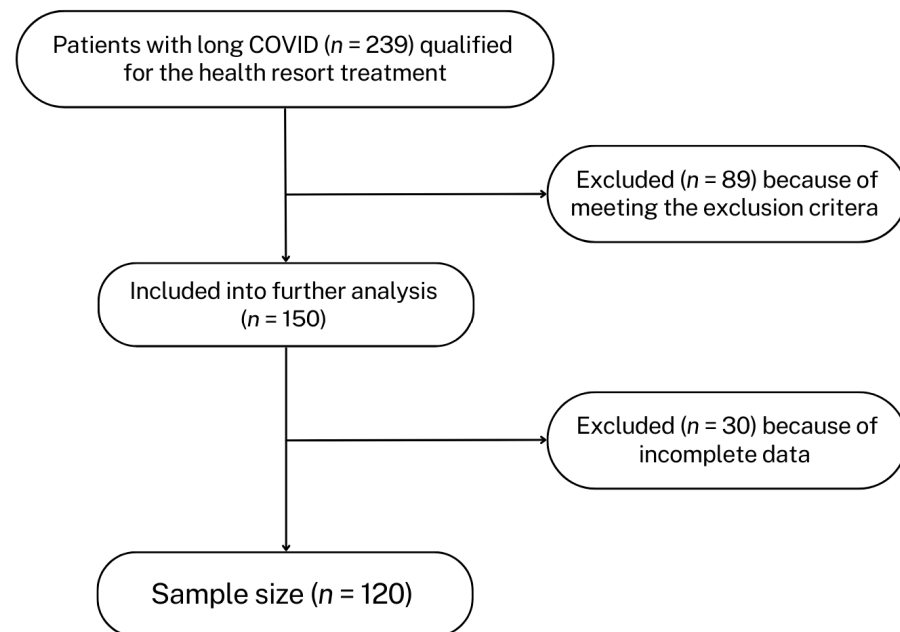 Patients with long COVID (n = 239) qualified
for the health resort treatment
Excluded (n = 89) because of
meeting the exclusion criteria
Included into further analysis
(n = 150)
Excluded (n = 30) because of
incomplete data
Sample size (n = 120)